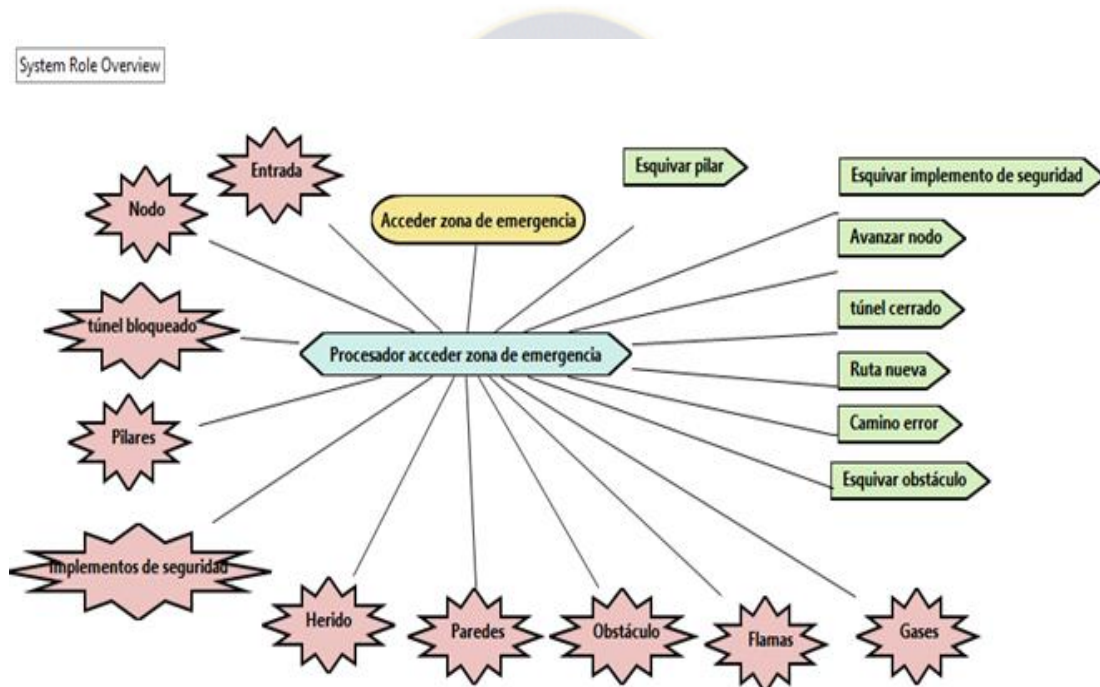 System Role Overview
Entrada
Esquivar pilar
Esquivar implemento de seguridad
Nodo
Acceder zona de emergencia
Avanzar nodo
túnel bloqueado
túnel cerrado
Procesador acceder zona de emergencia
Ruta nueva
Pilares
Camino error
Esquivar obstáculo
Implementos de seguridad
Herido
Paredes
Obstáculo
Flamas
Gases